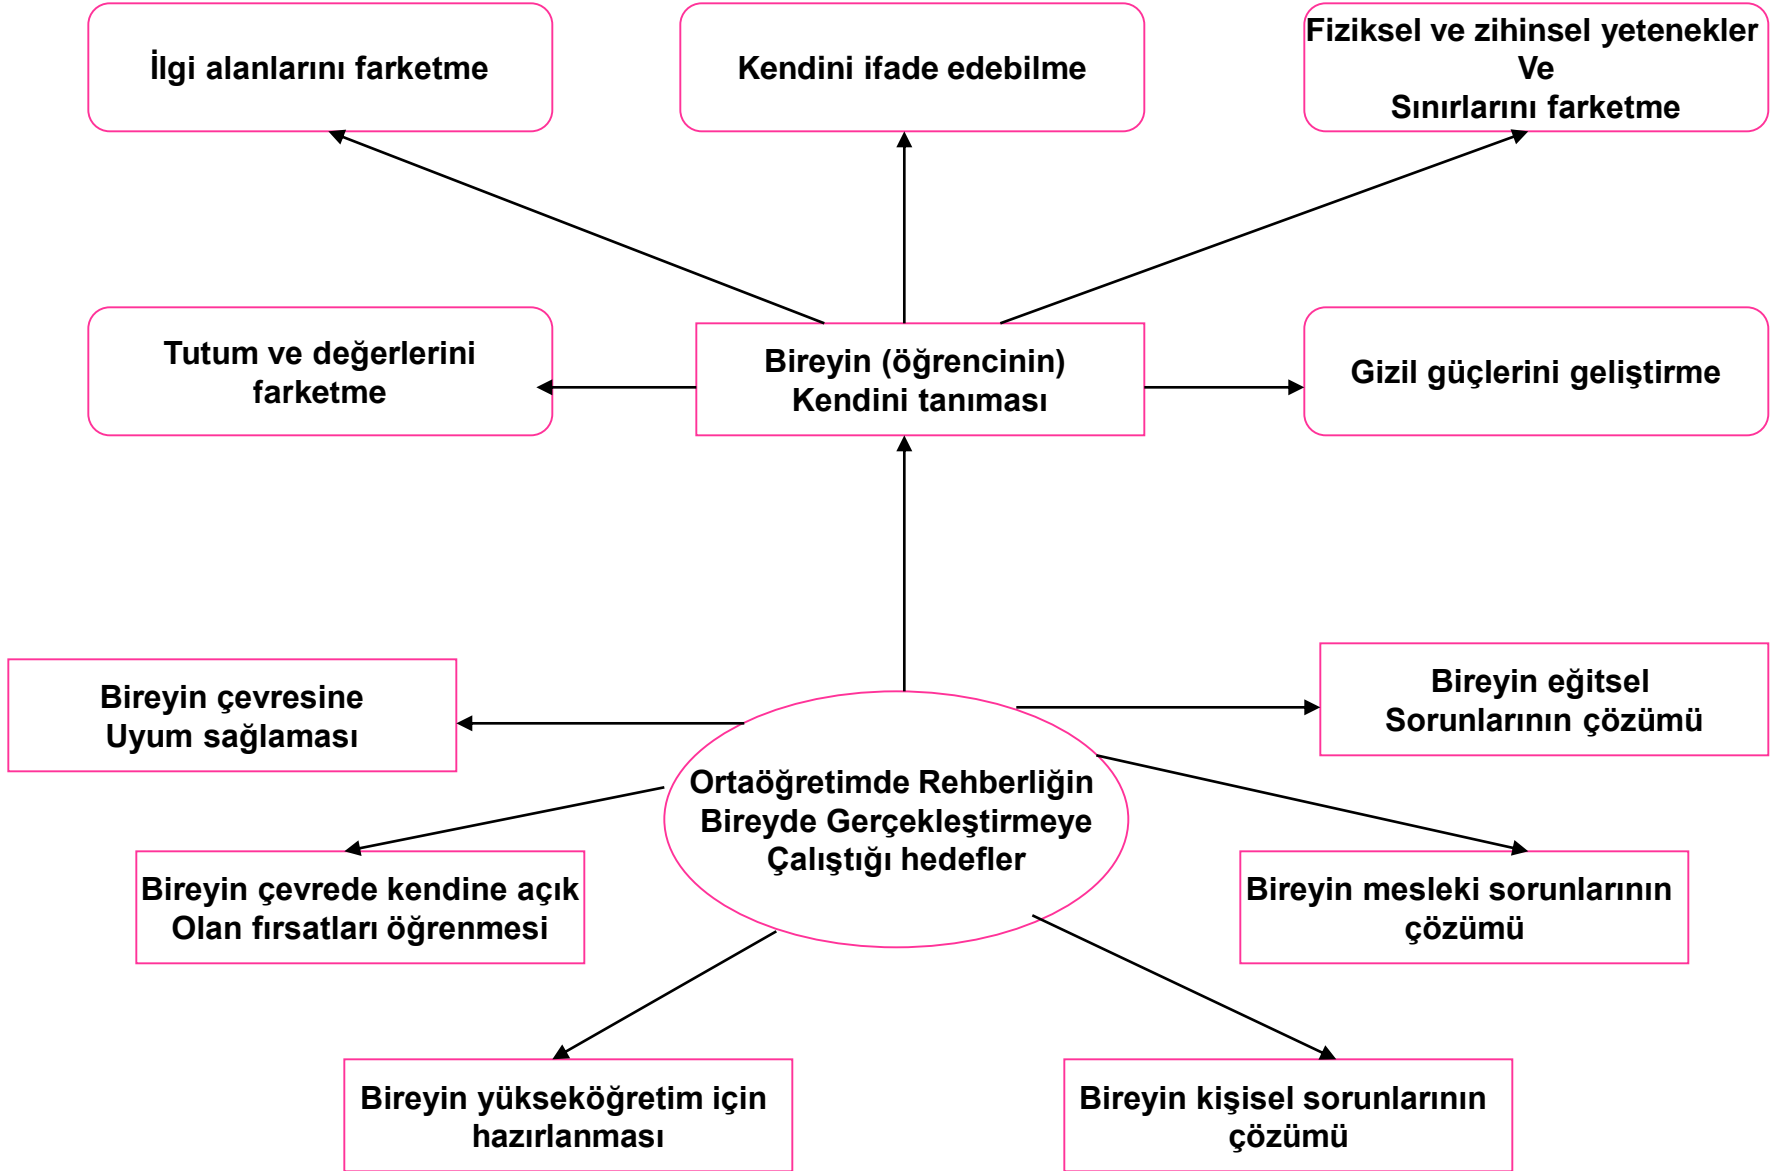 İlgi alanlarını farketme
Kendini ifade edebilme
Fiziksel ve zihinsel yetenekler
Ve
Sınırlarını farketme
Tutum ve değerlerini
farketme
Bireyin (öğrencinin)
Kendini tanıması
Gizil güçlerini geliştirme
Bireyin çevresine
Uyum sağlaması
Bireyin eğitsel
Sorunlarının çözümü
Ortaöğretimde Rehberliğin
Bireyde Gerçekleştirmeye
Çalıştığı hedefler
Bireyin çevrede kendine açık
Olan fırsatları öğrenmesi
Bireyin mesleki sorunlarının
çözümü
Bireyin yükseköğretim için
hazırlanması
Bireyin kişisel sorunlarının
çözümü